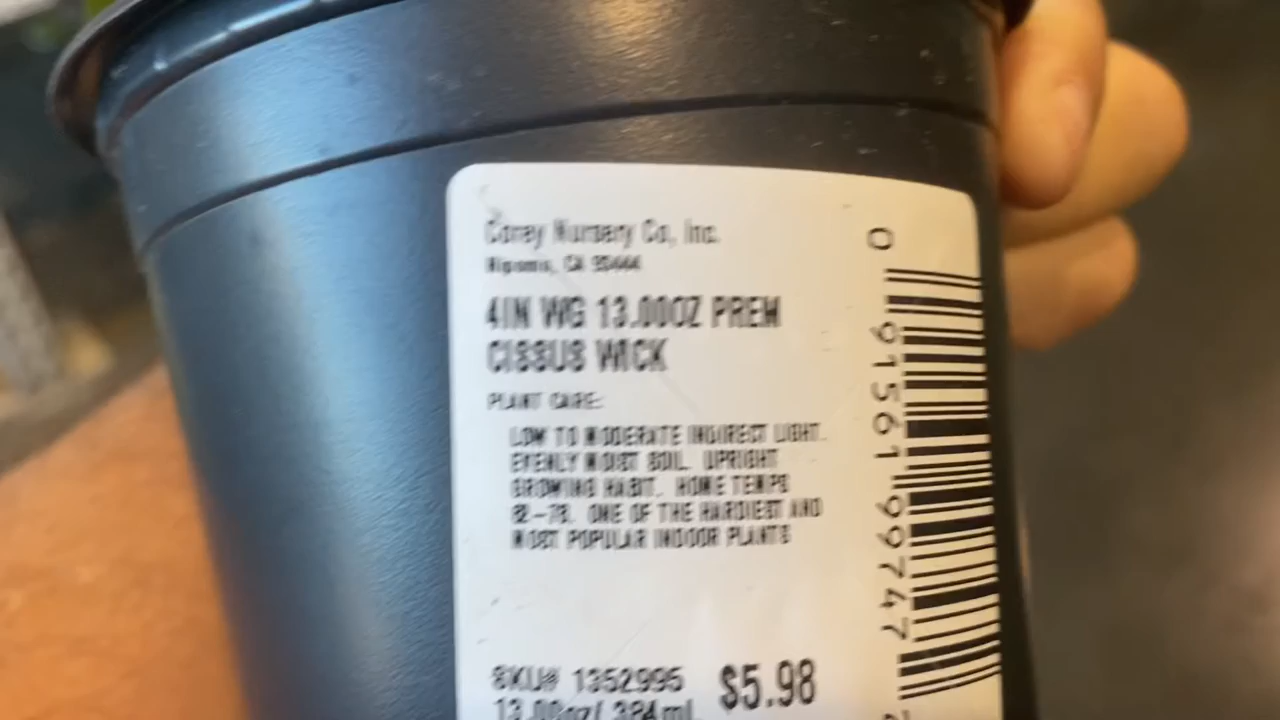 Corey Nursery Co, Inc.
Nipomo, CA 93444
4IN WG 13.00OZ PREM
CISSUS WICK
PLANT CARE:
LOW TO MODERATE INDIRECT LIGHT.
EVENLY MOIST SOIL. UPRIGHT
GROWING HABIT. HOME TEMPS
62-78. ONE OF THE HARDIEST AND
MOST POPULAR INDOOR PLANTS
SKU# 1352995
$5.98
13.00oz/ 384mL
0 91561 99747